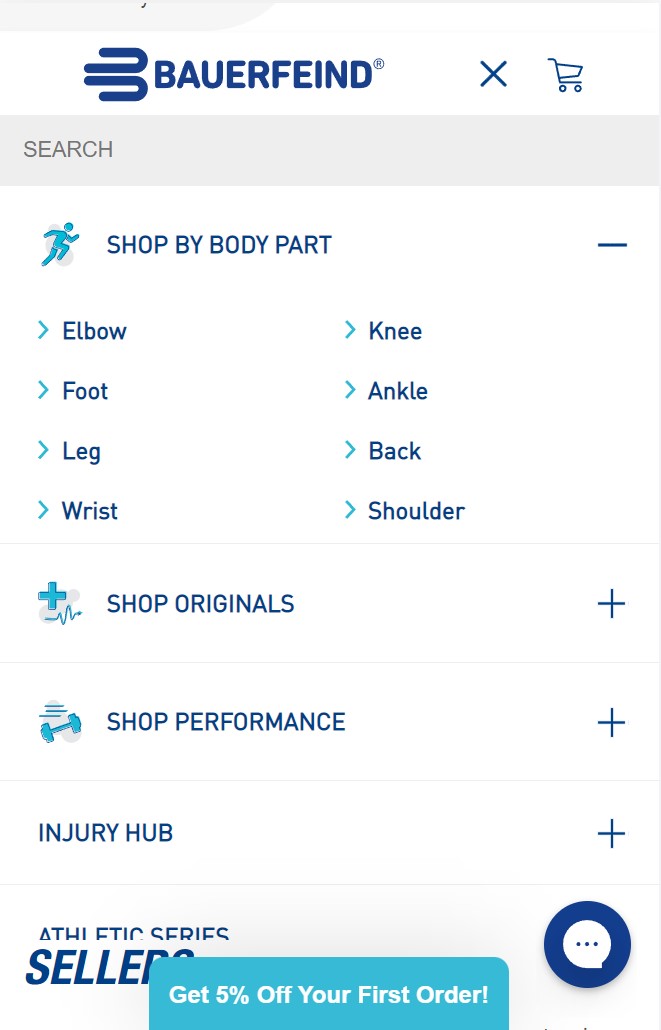 BAUERFEIND®
SEARCH
SHOP BY BODY PART
Elbow
Knee
Foot
Ankle
Leg
Back
Wrist
Shoulder
SHOP ORIGINALS
SHOP PERFORMANCE
INJURY HUB
ATHLETIC SERIES
SELLERS
Get 5% Off Your First Order!